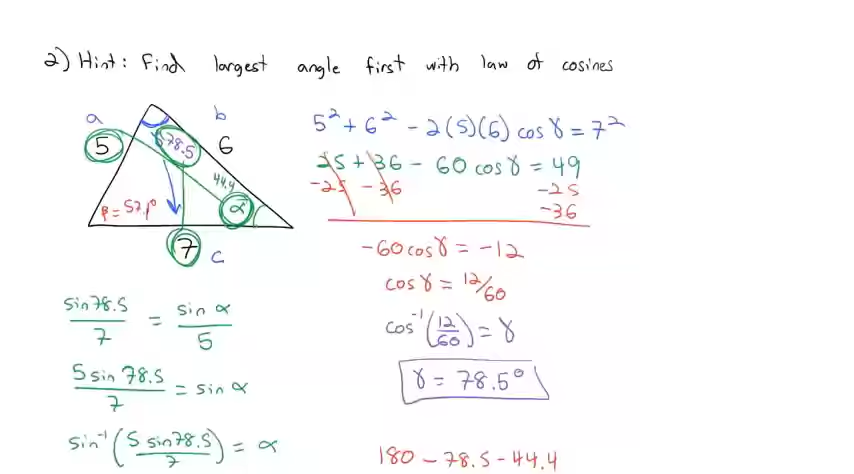 2) Hint: Find largest angle first with law of cosines
a
b
5
78.5
6
44.4
α
β = 57.1°
7
c
5² + 6² - 2(5)(6) cos γ = 7²
25 + 36 - 60 cos γ = 49
-25 -36 -25
-36
-60 cos γ = -12
cos γ = 12/60
cos⁻¹(12/60) = γ
γ = 78.5°
sin 78.5/7 = sin α/5
5 sin 78.5/7 = sin α
sin⁻¹(5 sin 78.5/7) = α
180 - 78.5 - 44.4